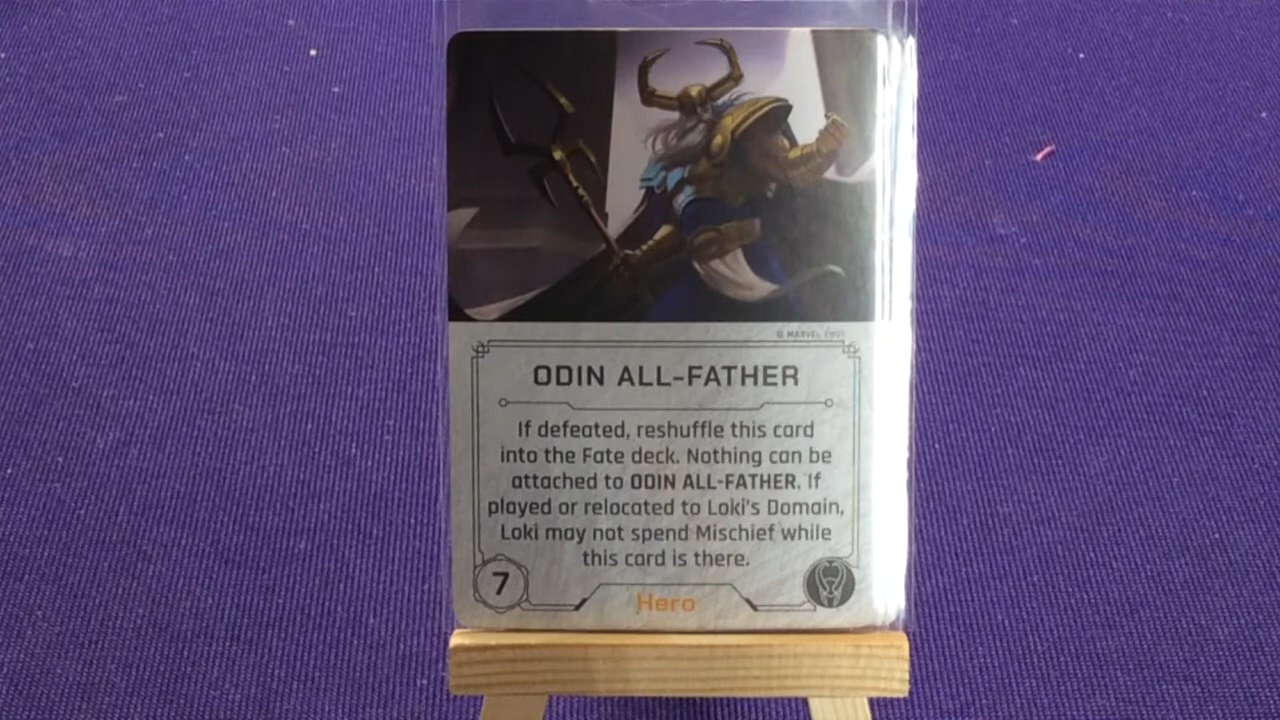 © MARVEL
ODIN ALL-FATHER
If defeated, reshuffle this card
into the Fate deck. Nothing can be
attached to ODIN ALL-FATHER. If
played or relocated to Loki's Domain,
Loki may not spend Mischief while
this card is there.
7
Hero